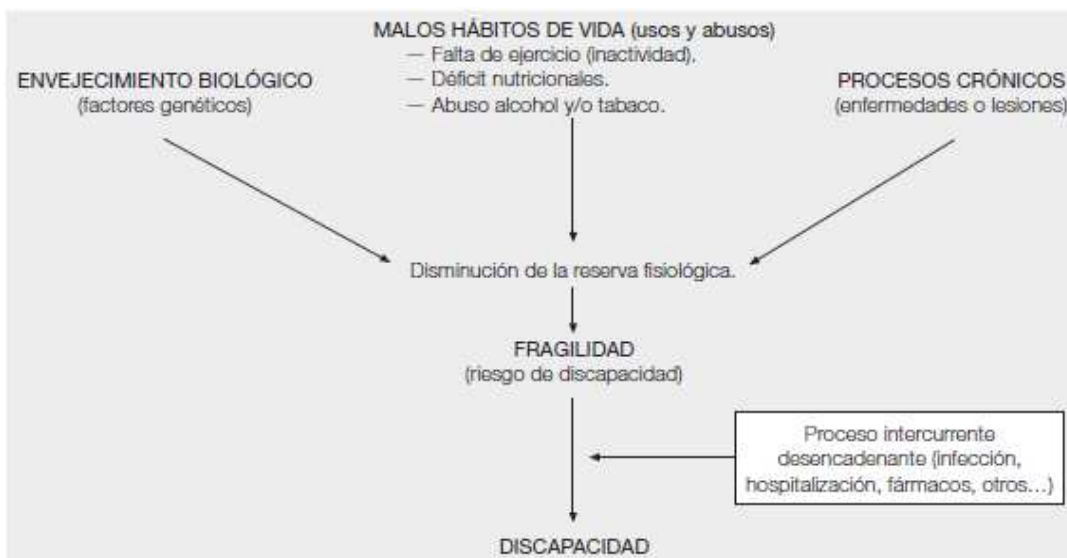 MALOS HÁBITOS DE VIDA (usos y abusos)
— Falta de ejercicio (inactividad).
— Déficit nutricionales.
— Abuso alcohol y/o tabaco.
ENVEJECIMIENTO BIOLÓGICO
(factores genéticos)
PROCESOS CRÓNICOS
(enfermedades o lesiones)
Disminución de la reserva fisiológica.
FRAGILIDAD
(riesgo de discapacidad)
Proceso intercurrente
desencadenante (infección,
hospitalización, fármacos, otros...)
DISCAPACIDAD